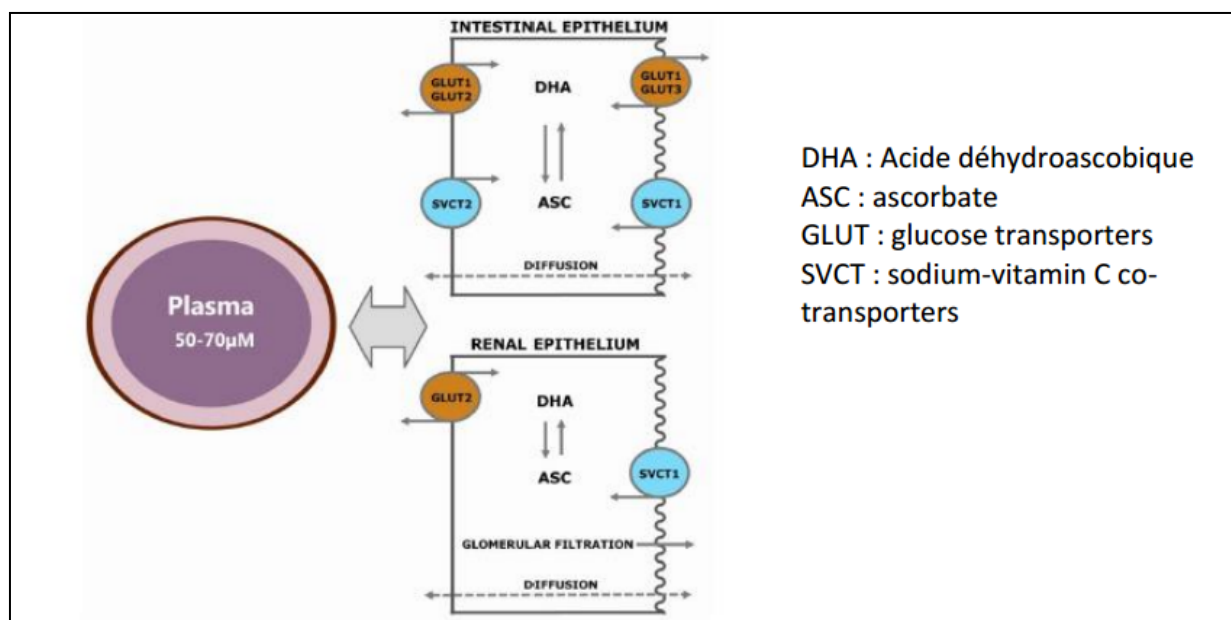 INTESTINAL EPITHELIUM
GLUT1
GLUT2
DHA
GLUT1
GLUT3
SVCT2
ASC
SVCT1
DIFFUSION
Plasma
50-70µM
RENAL EPITHELIUM
GLUT2
DHA
ASC
SVCT1
GLOMERULAR FILTRATION
DIFFUSION
DHA : Acide déhydroascobique
ASC : ascorbate
GLUT : glucose transporters
SVCT : sodium-vitamin C co-
transporters